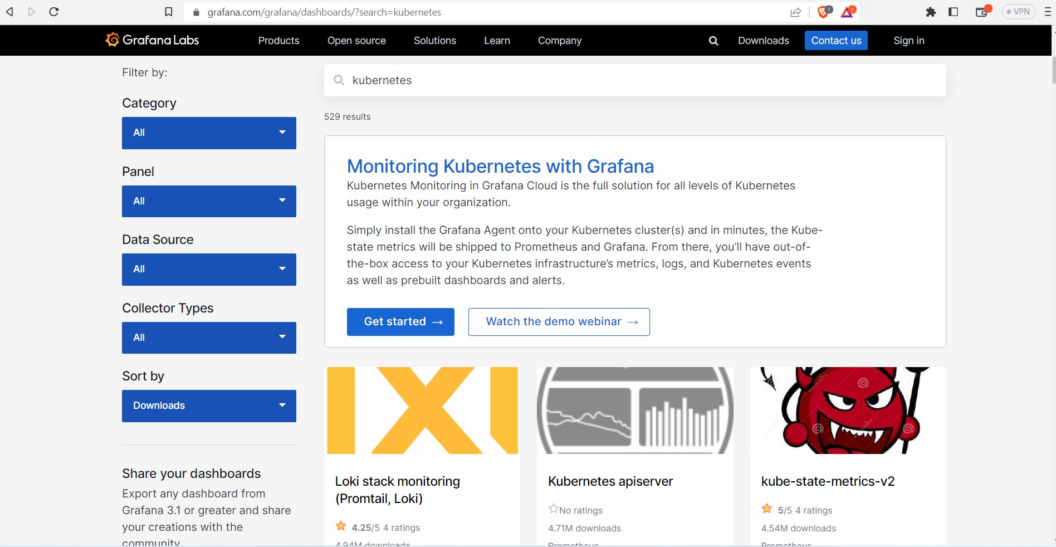 grafana.com/grafana/dashboards/?search=kubernetes
VPN
Grafana Labs
Products
Open source
Solutions
Learn
Company
Downloads
Contact us
Sign in
Filter by:
Category
All
Panel
All
Data Source
All
Collector Types
All
Sort by
Downloads
Share your dashboards
Export any dashboard from
Grafana 3.1 or greater and share
your creations with the
community.
kubernetes
529 results
Monitoring Kubernetes with Grafana
Kubernetes Monitoring in Grafana Cloud is the full solution for all levels of Kubernetes
usage within your organization.
Simply install the Grafana Agent onto your Kubernetes cluster(s) and in minutes, the Kube-
state metrics will be shipped to Prometheus and Grafana. From there, you'll have out-of-
the-box access to your Kubernetes infrastructure's metrics, logs, and Kubernetes events
as well as prebuilt dashboards and alerts.
Get started →
Watch the demo webinar →
Loki stack monitoring
(Promtail, Loki)
4.25/5 4 ratings
4.94M downloads
Kubernetes apiserver
No ratings
4.71M downloads
Prometheus
kube-state-metrics-v2
5/5 4 ratings
4.54M downloads
Prometheus